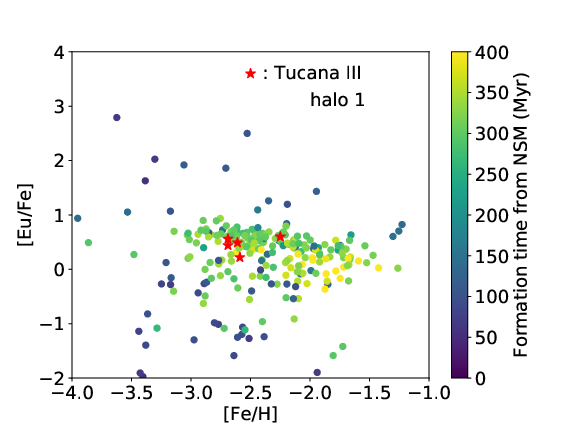 ★ : Tucana III
halo 1
[Eu/Fe]
4
3
2
1
0
−1
−2
−4.0 −3.5 −3.0 −2.5 −2.0 −1.5 −1.0
[Fe/H]
400
350
300
250
200
150
100
50
0
Formation time from NSM (Myr)